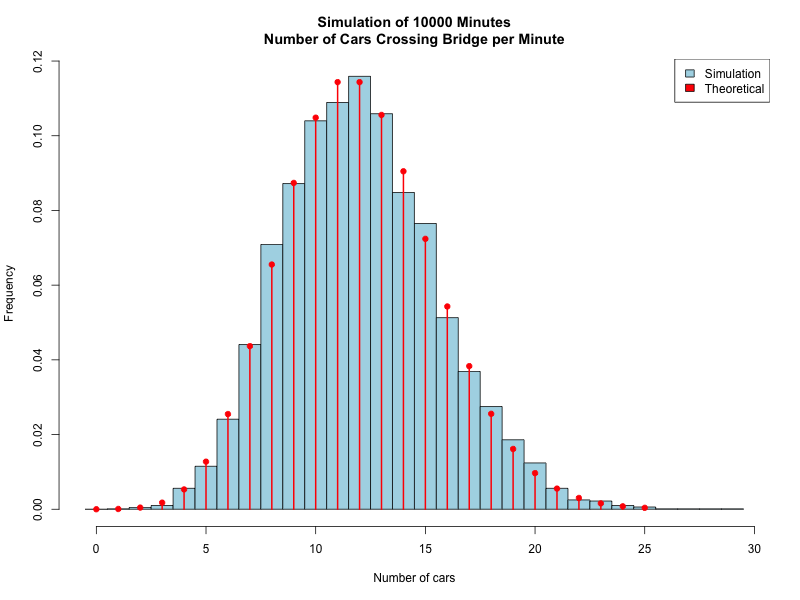 Simulation of 10000 Minutes
Number of Cars Crossing Bridge per Minute
Simulation
Theoretical
Frequency
0.12
0.10
0.08
0.06
0.04
0.02
0.00
0 5 10 15 20 25 30
Number of cars